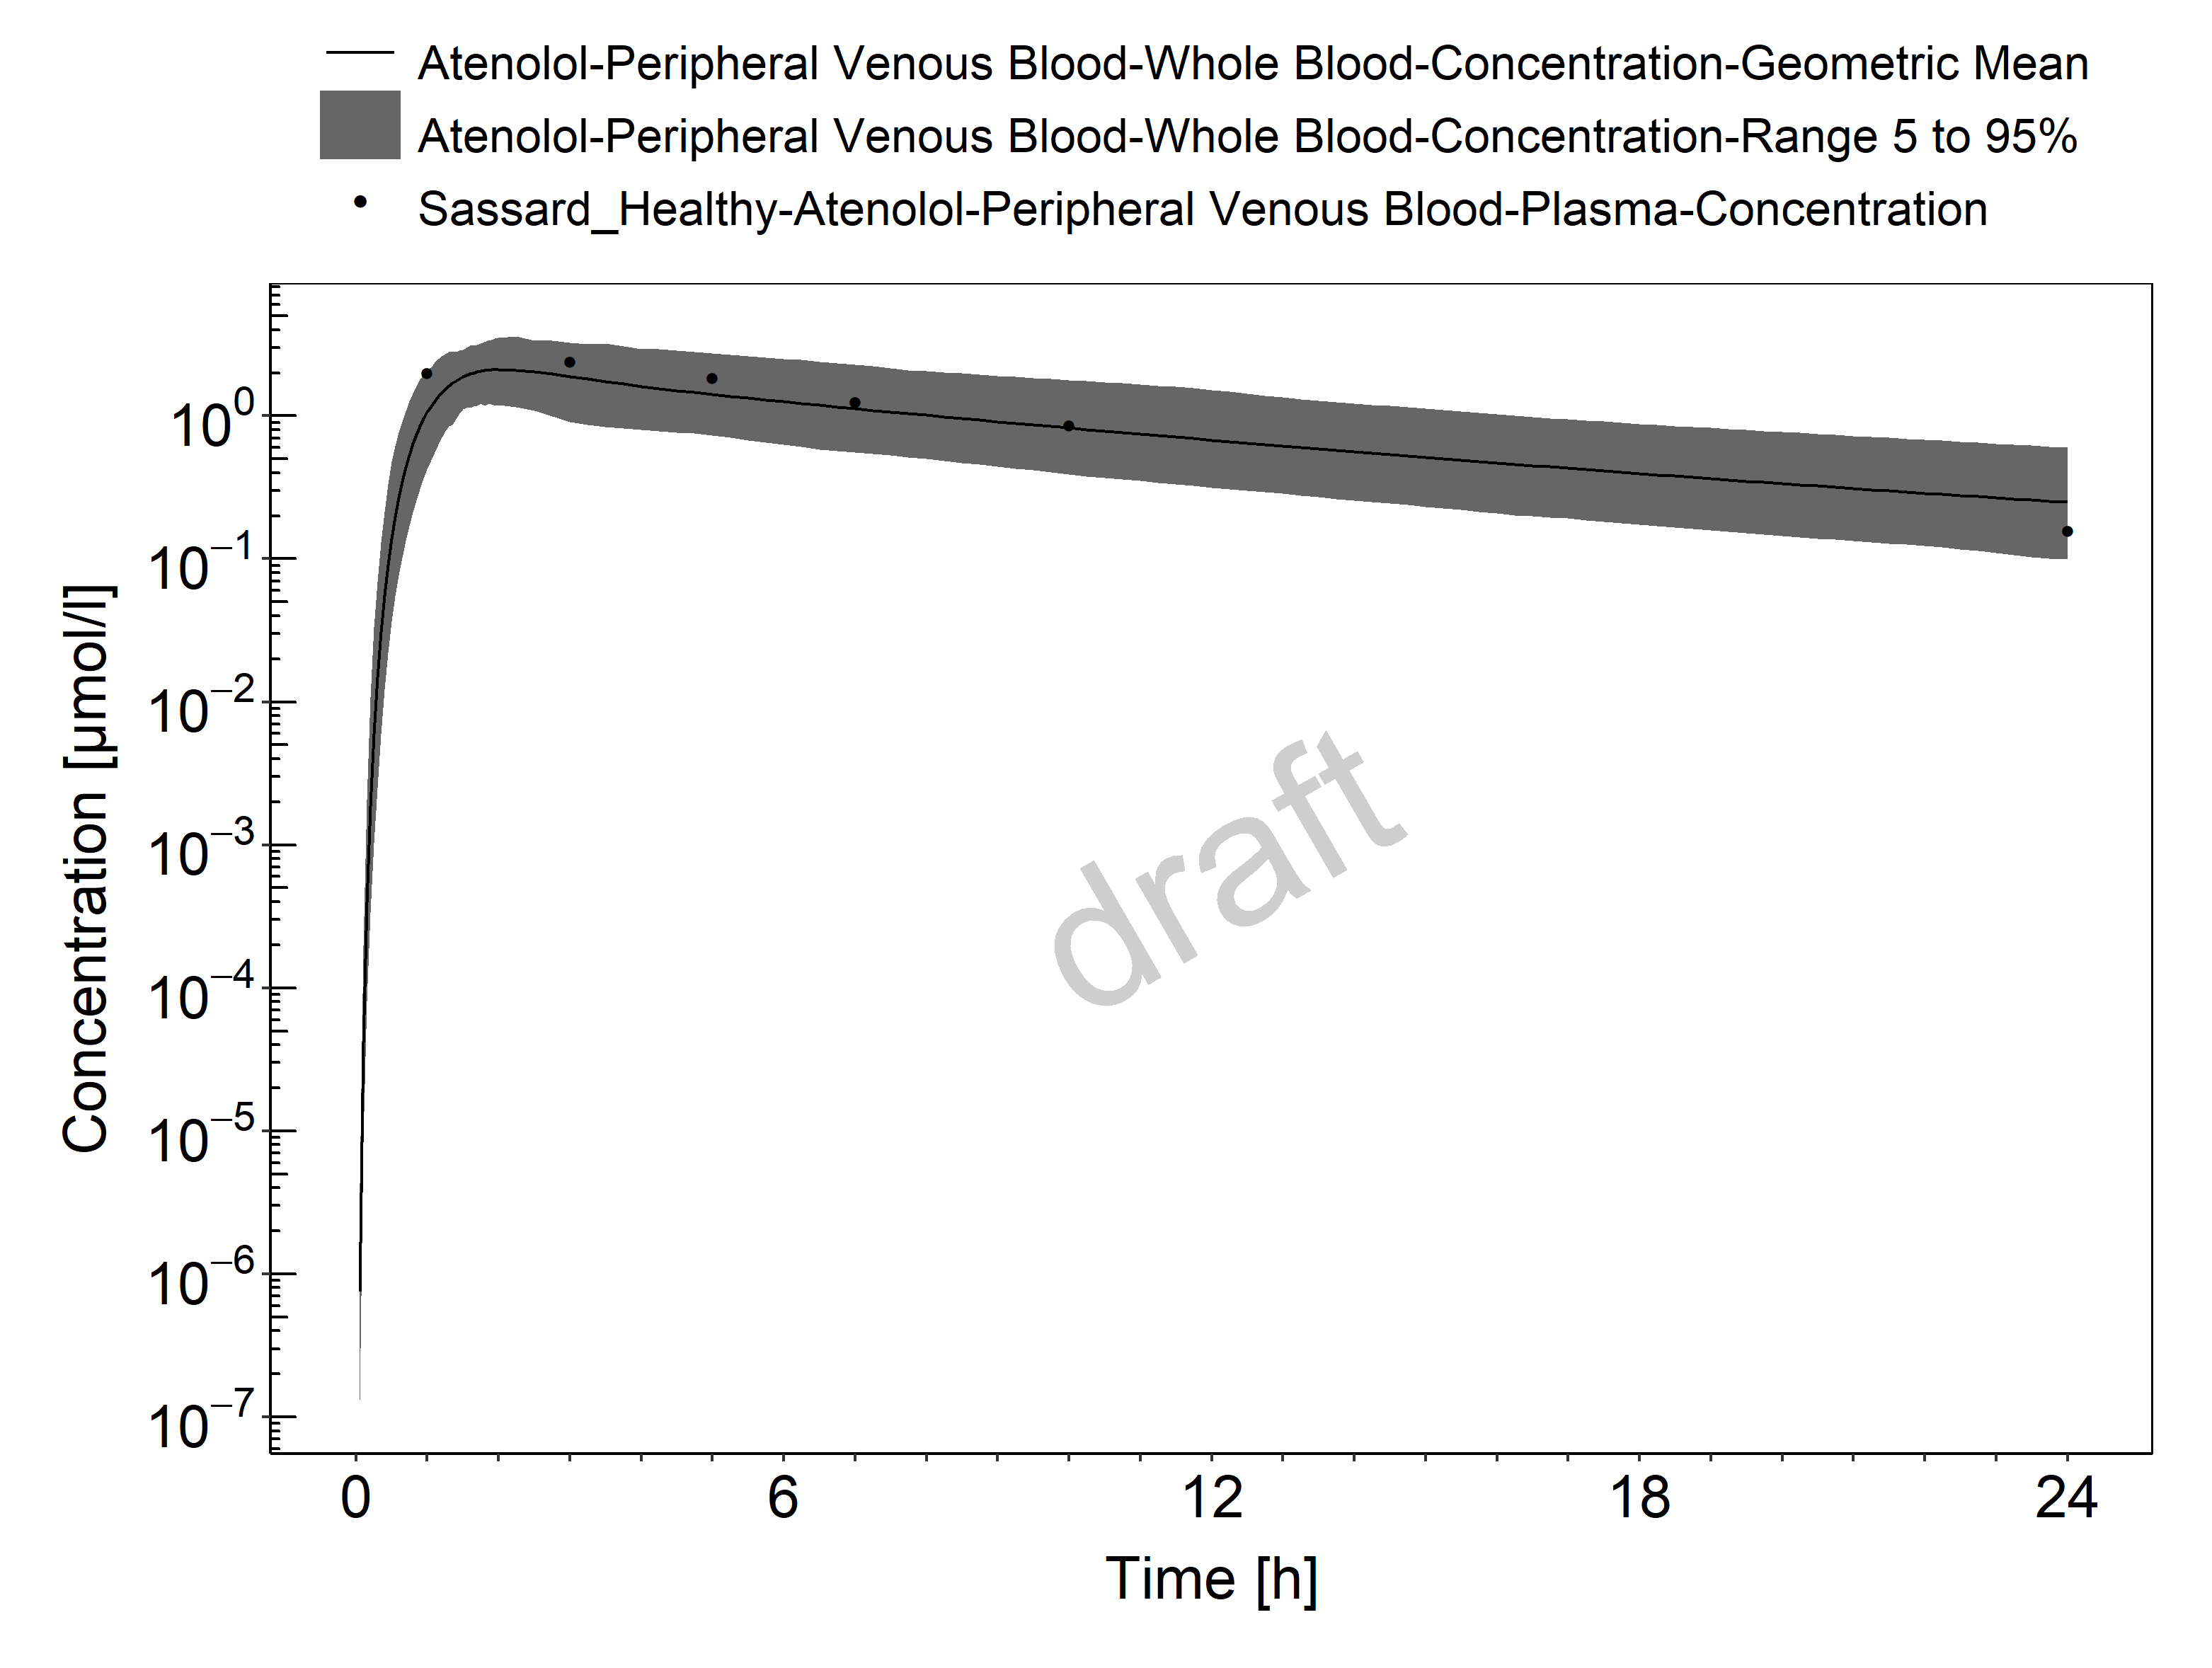 Atenolol-Peripheral Venous Blood-Whole Blood-Concentration-Geometric Mean
Atenolol-Peripheral Venous Blood-Whole Blood-Concentration-Range 5 to 95%
Sassard_Healthy-Atenolol-Peripheral Venous Blood-Plasma-Concentration
Concentration [µmol/l]
10⁰
10⁻¹
10⁻²
10⁻³
10⁻⁴
10⁻⁵
10⁻⁶
10⁻⁷
draft
0 6 12 18 24
Time [h]